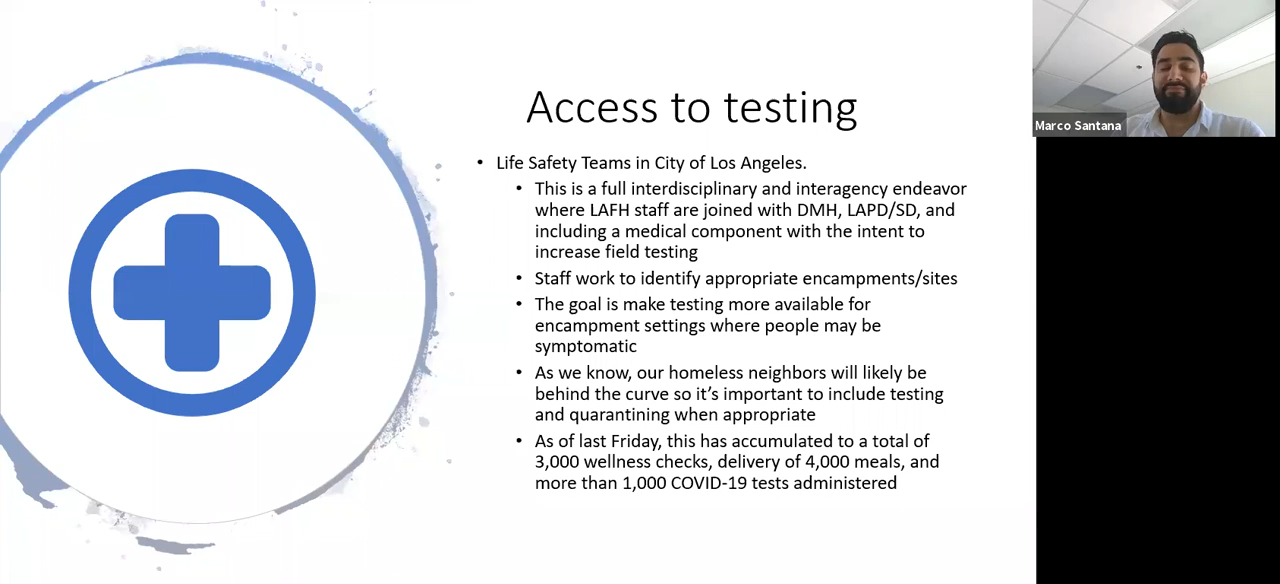 Access to testing
Marco Santana
• Life Safety Teams in City of Los Angeles.
• This is a full interdisciplinary and interagency endeavor
where LAFH staff are joined with DMH, LAPD/SD, and
including a medical component with the intent to
increase field testing
• Staff work to identify appropriate encampments/sites
• The goal is make testing more available for
encampment settings where people may be
symptomatic
• As we know, our homeless neighbors will likely be
behind the curve so it’s important to include testing
and quarantining when appropriate
• As of last Friday, this has accumulated to a total of
3,000 wellness checks, delivery of 4,000 meals, and
more than 1,000 COVID-19 tests administered